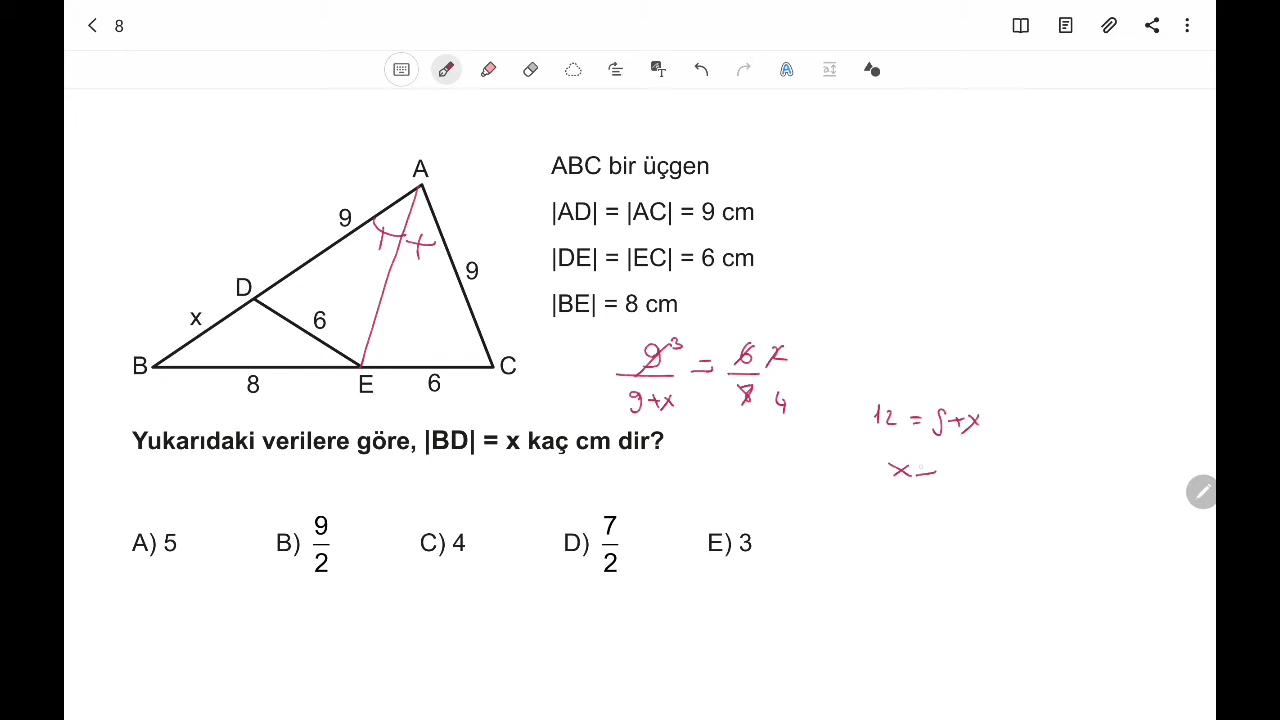 8
A
ABC bir üçgen
9
|AD| = |AC| = 9 cm
9
|DE| = |EC| = 6 cm
D
x
6
|BE| = 8 cm
B
E
C
8
6
9 3 = 6 2
9+x 8 4
12 = 9+x
x =
Yukarıdaki verilere göre, |BD| = x kaç cm dir?
A) 5 B) 9/2 C) 4 D) 7/2 E) 3